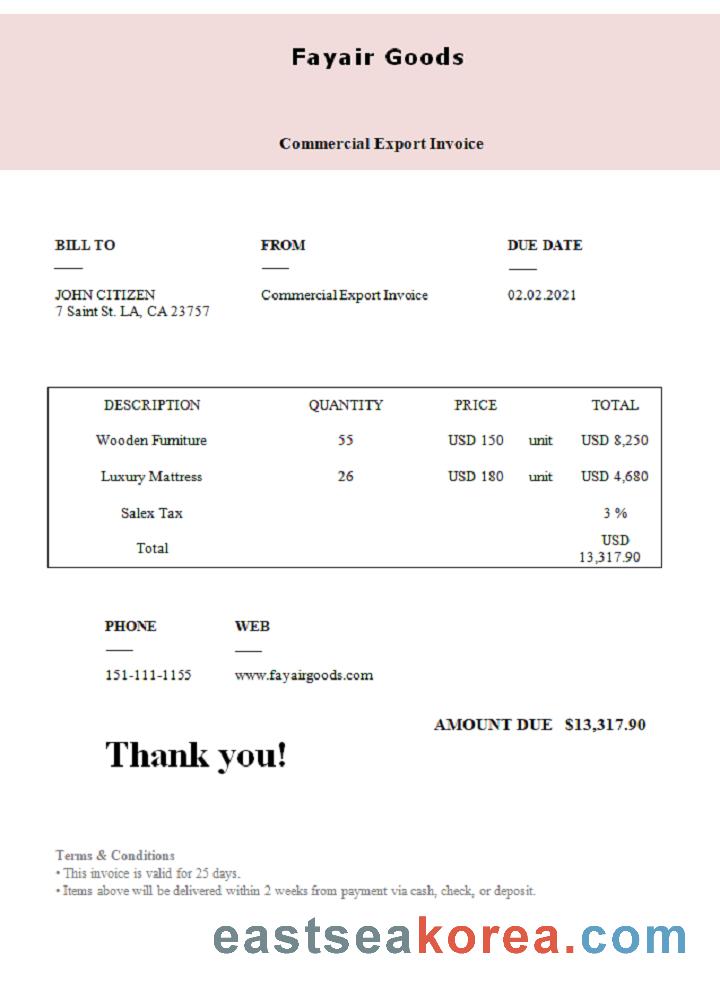 Fayair Goods
Commercial Export Invoice
BILL TO
JOHN CITIZEN
7 Saint St. LA, CA 23757
FROM
Commercial Export Invoice
DUE DATE
02.02.2021
DESCRIPTION QUANTITY PRICE TOTAL
Wooden Furniture 55 USD 150 unit USD 8,250
Luxury Mattress 26 USD 180 unit USD 4,680
Salex Tax 3 %
Total USD
13,317.90
PHONE
151-111-1155
WEB
www.fayairgoods.com
AMOUNT DUE $13,317.90
Thank you!
Terms & Conditions
• This invoice is valid for 25 days.
• Items above will be delivered within 2 weeks from payment via cash, check, or deposit.
eastseakorea.com